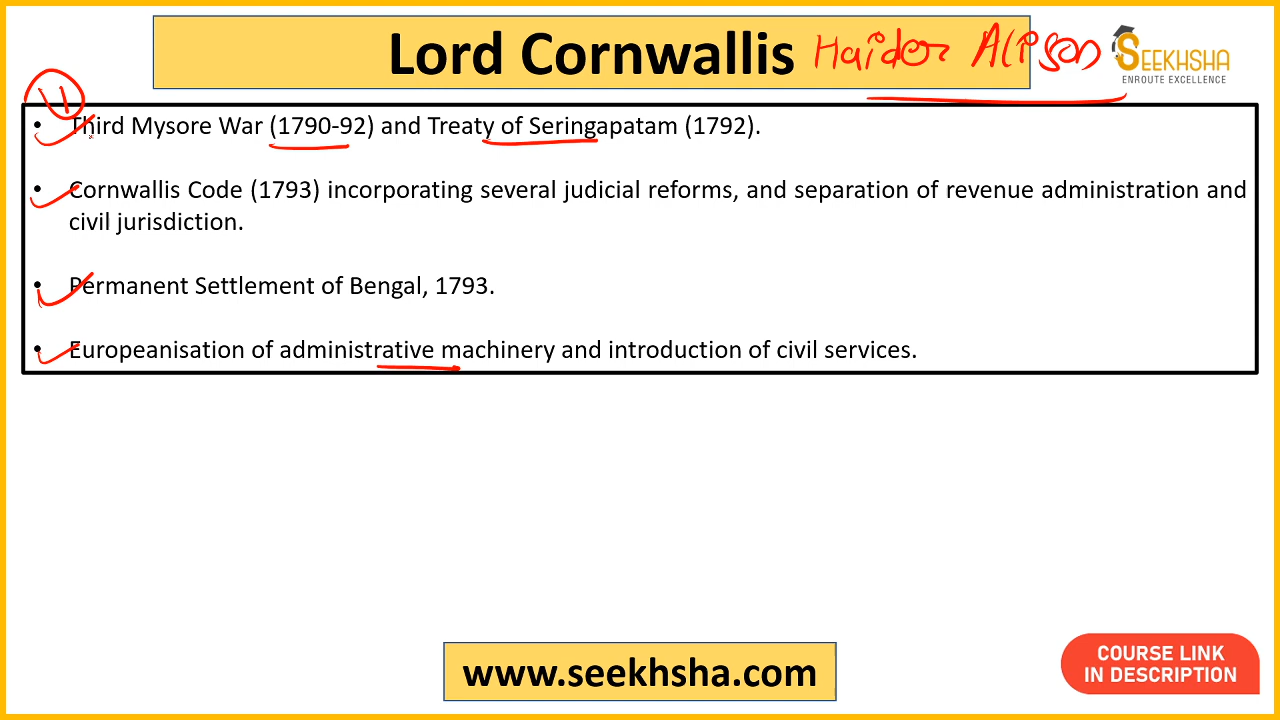 Lord Cornwallis
Haider Ali son
SEEKHSHA
ENROUTE EXCELLENCE
11
• Third Mysore War (1790-92) and Treaty of Seringapatam (1792).
• Cornwallis Code (1793) incorporating several judicial reforms, and separation of revenue administration and
civil jurisdiction.
• Permanent Settlement of Bengal, 1793.
• Europeanisation of administrative machinery and introduction of civil services.
www.seekhsha.com
COURSE LINK
IN DESCRIPTION